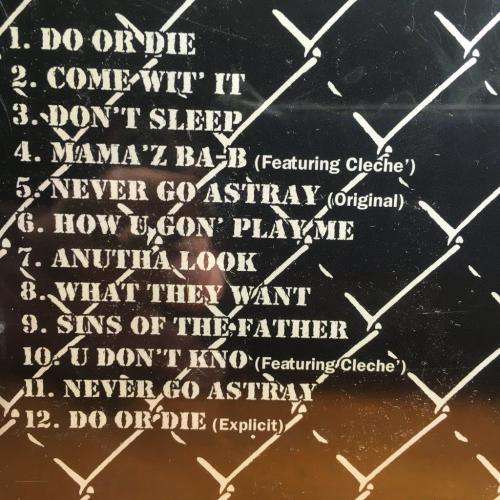 1. DO OR DIE
2. COME WIT' IT
3. DON'T SLEEP
4. MAMA'Z BA-B (Featuring Cleche')
5. NEVER GO ASTRAY (Original)
6. HOW U GON' PLAY ME
7. ANUTHA LOOK
8. WHAT THEY WANT
9. SINS OF THE FATHER
10. U DON'T KNO (Featuring Cleche')
11. NEVER GO ASTRAY
12. DO OR DIE (Explicit)